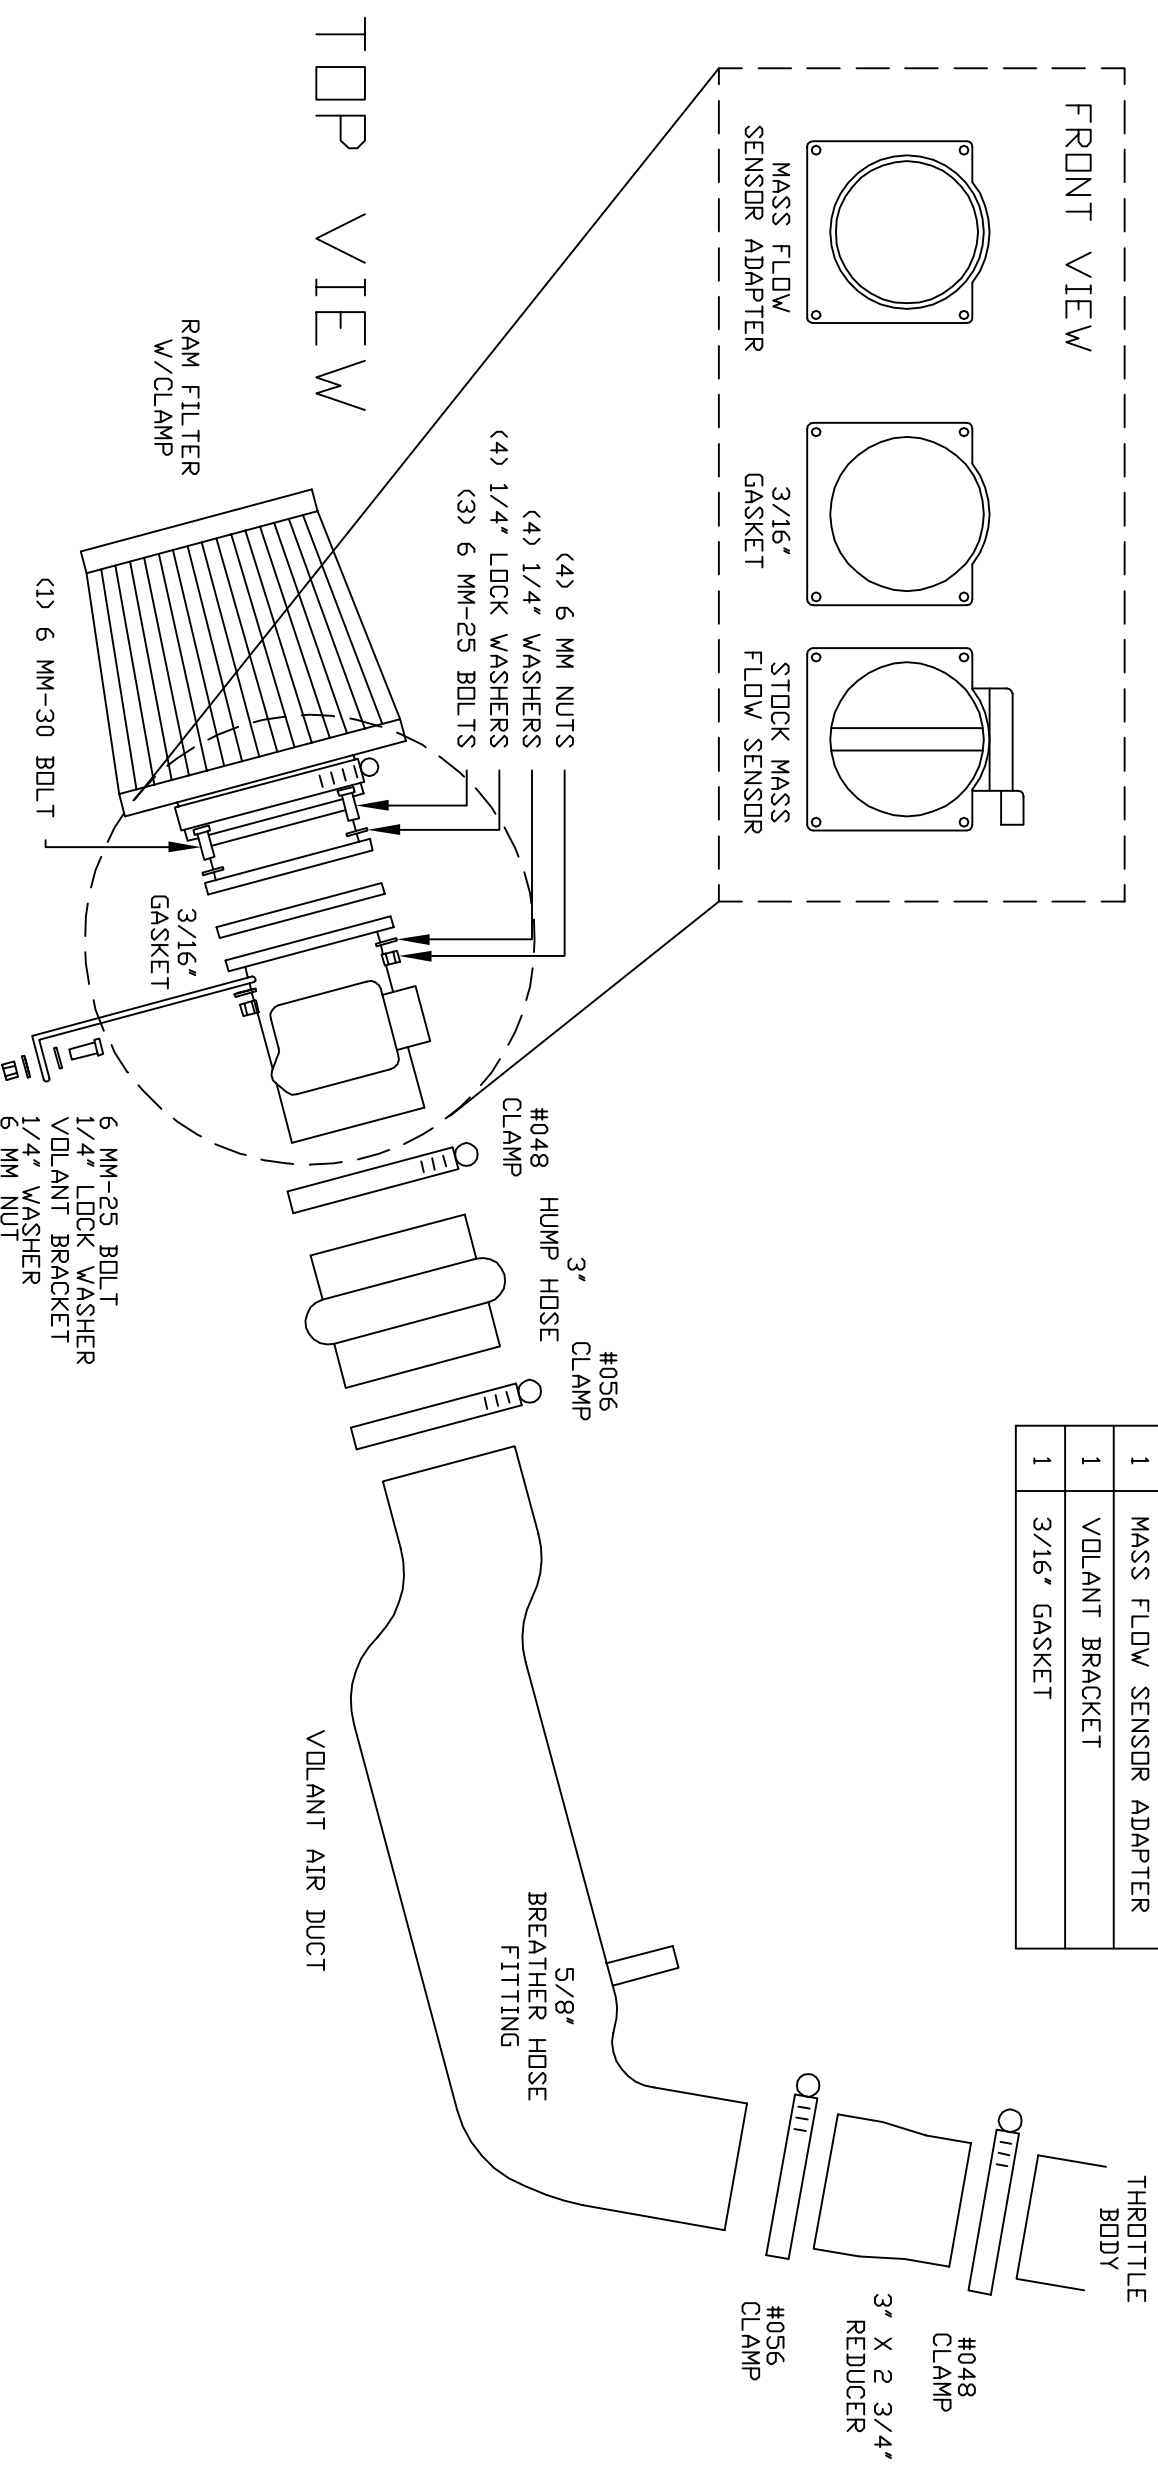 FRONT VIEW
MASS FLOW
SENSOR ADAPTER
3/16"
GASKET
STOCK MASS
FLOW SENSOR
1 MASS FLOW SENSOR ADAPTER
1 VOLANT BRACKET
1 3/16" GASKET
THROTTLE
BODY
#048
CLAMP
3" X 2 3/4"
REDUCER
#056
CLAMP
(4) 6 MM NUTS
(4) 1/4" WASHERS
(4) 1/4" LOCK WASHERS
(3) 6 MM-25 BOLTS
#056
CLAMP
3"
HUMP HOSE
#048
CLAMP
5/8"
BREATHER HOSE
FITTING
TOP VIEW
VOLANT AIR DUCT
RAM FILTER
W/CLAMP
3/16"
GASKET
(1) 6 MM-30 BOLT
6 MM-25 BOLT
1/4" LOCK WASHER
VOLANT BRACKET
1/4" WASHER
6 MM NUT